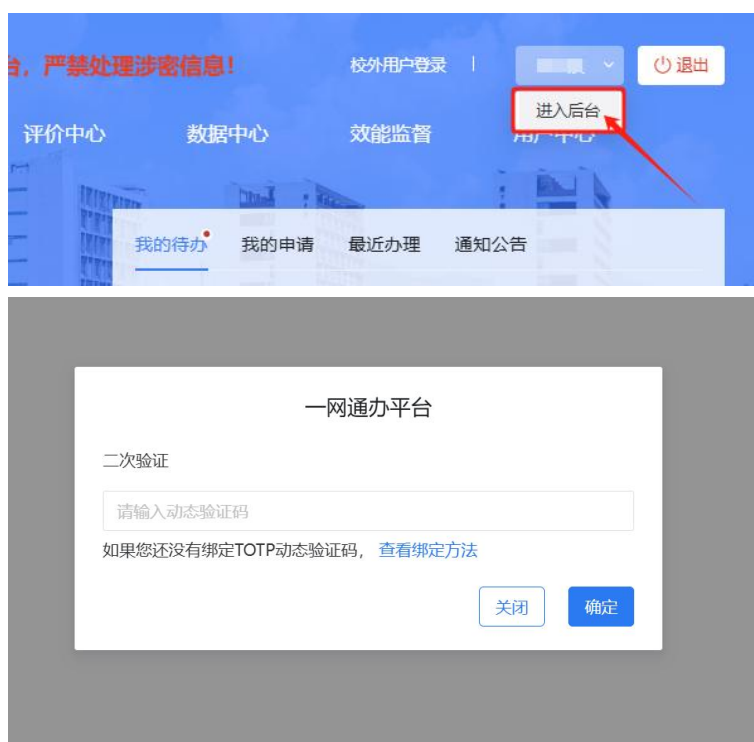 台，严禁处理涉密信息！
校外用户登录
退出
进入后台
评价中心
数据中心
效能监督
用户中心
我的待办
我的申请
最近办理
通知公告
一网通办平台
二次验证
请输入动态验证码
如果您还没有绑定TOTP动态验证码， 查看绑定方法
关闭
确定